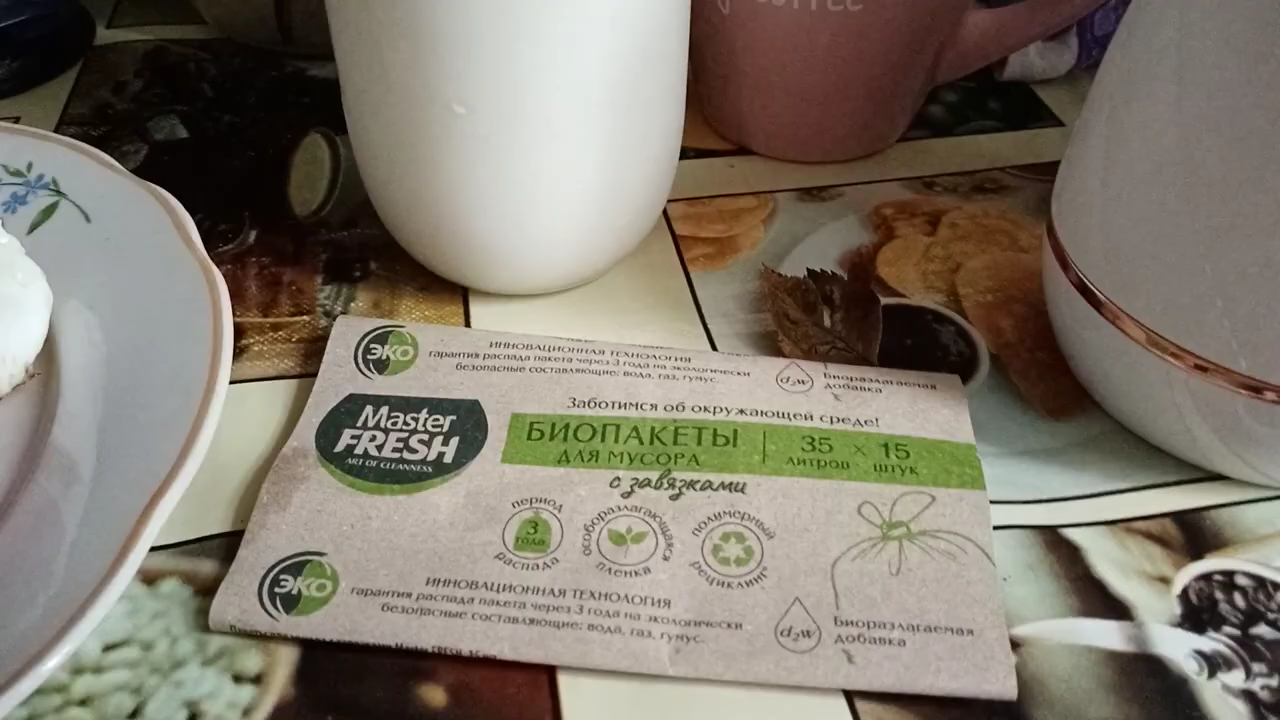 COFFEE
ЭКО
ИННОВАЦИОННАЯ ТЕХНОЛОГИЯ
гарантия распада пакета через 3 года на экологически
безопасные составляющие: вода, газ, гумус.
d₂w
Биоразлагаемая
добавка
Заботимся об окружающей среде!
Master
FRESH
ART OF CLEANNESS
БИОПАКЕТЫ
ДЛЯ МУСОРА
35 × 15
литров штук
с завязками
период
3
года
распада
особоразлагающаяся
пленка
полимерный
рециклинг
ЭКО
ИННОВАЦИОННАЯ ТЕХНОЛОГИЯ
гарантия распада пакета через 3 года на экологически
безопасные составляющие: вода, газ, гумус.
d₂w
Биоразлагаемая
добавка
Master FRESH